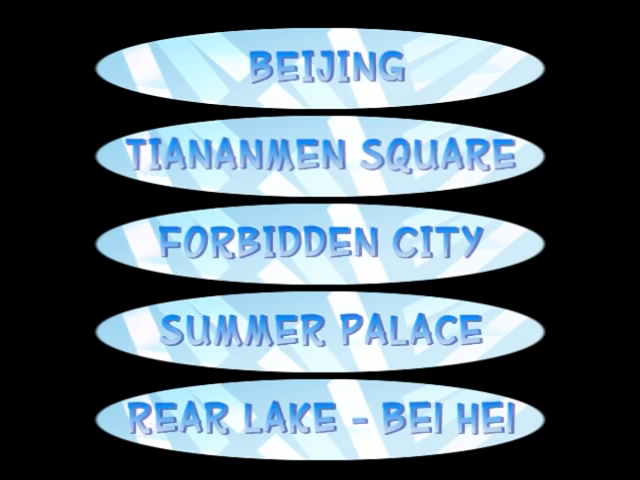 BEIJING
TIANANMEN SQUARE
FORBIDDEN CITY
SUMMER PALACE
REAR LAKE - BEI HEI